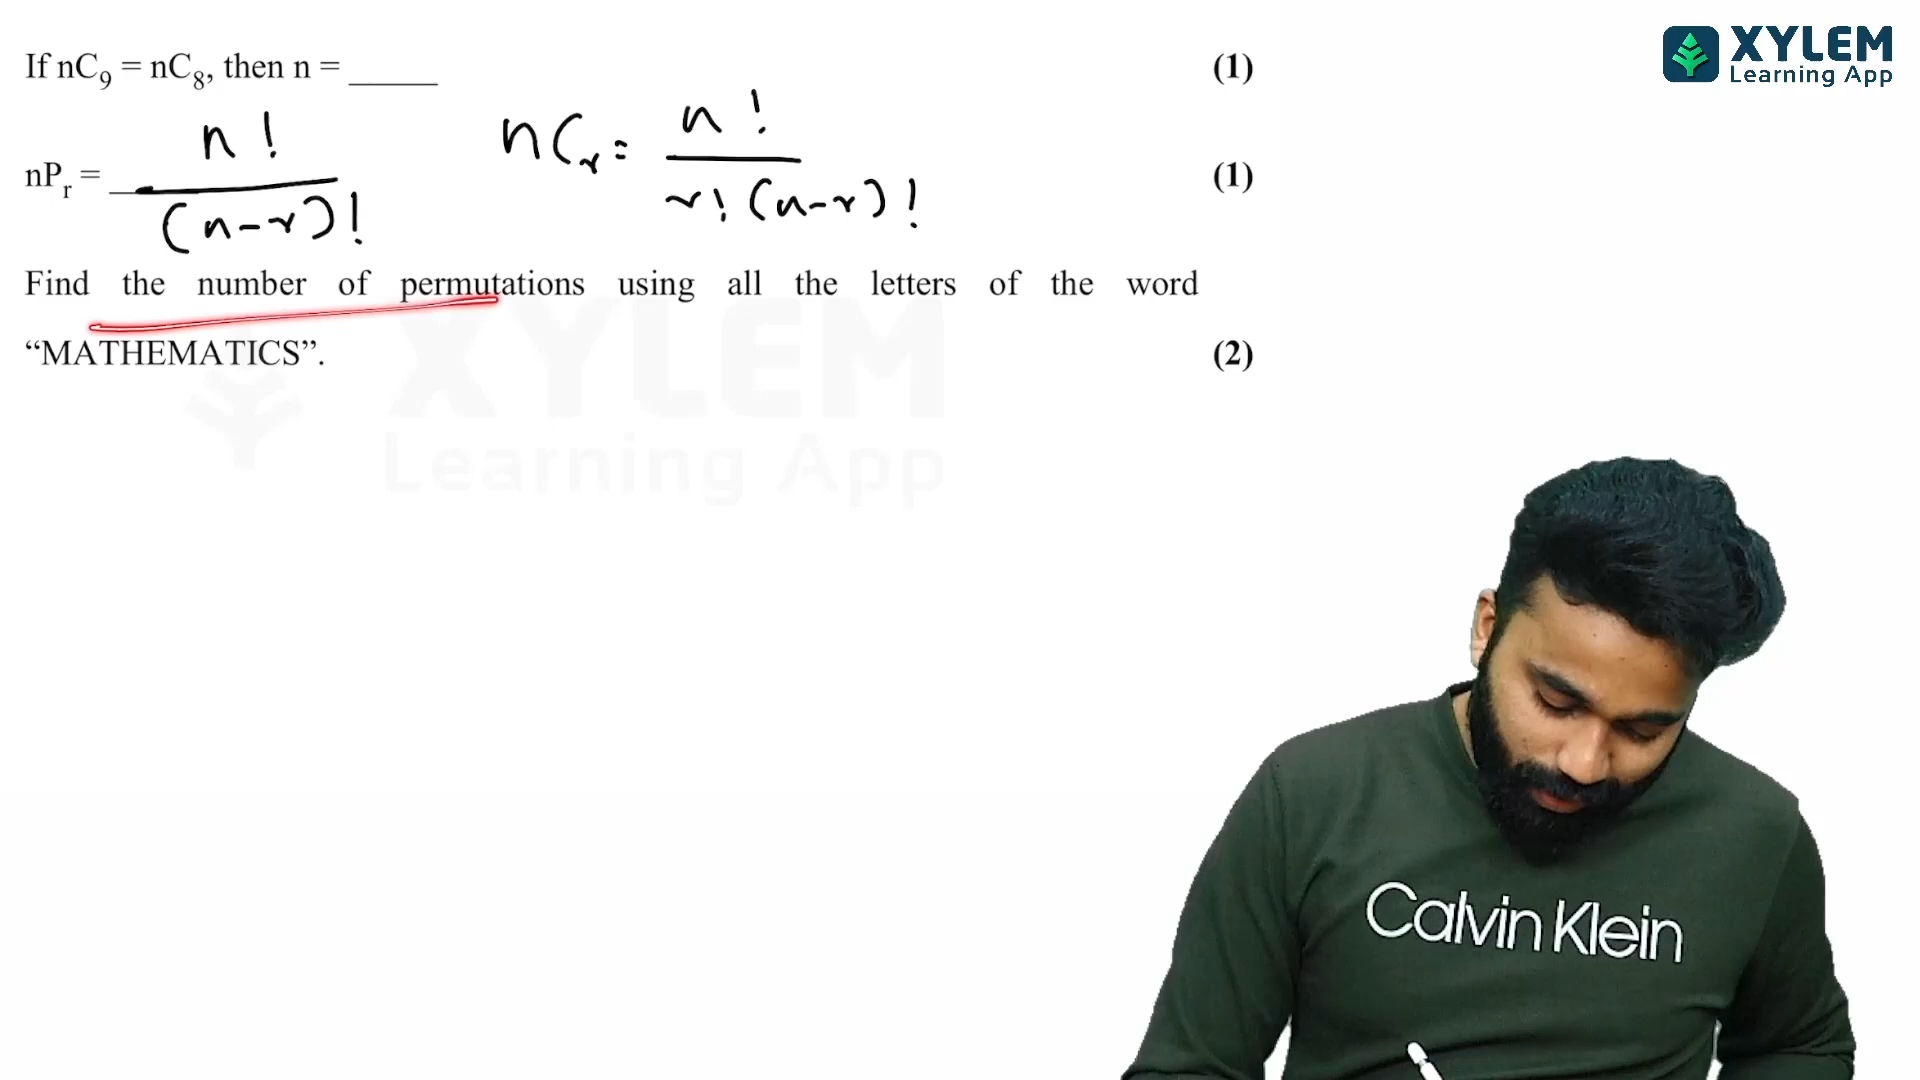 XYLEM
Learning App
If nC₉ = nC₈, then n = _____ (1)
nPᵣ = n! / (n-r)! nCᵣ = n! / r!(n-r)! (1)
Find the number of permutations using all the letters of the word
“MATHEMATICS”. (2)
XYLEM
Learning App
Calvin Klein